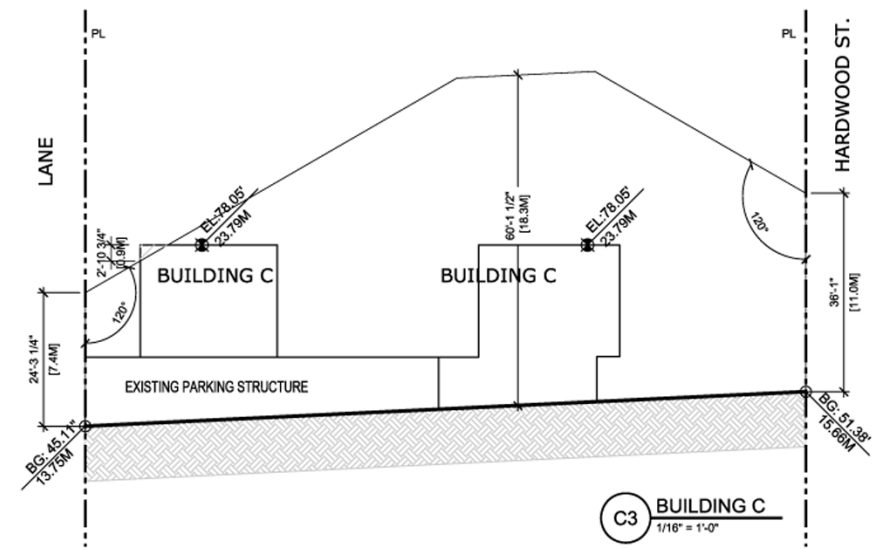 PL
PL
HARDWOOD ST.
LANE
60'-1 1/2"
[18.3M]
EL:78.05'
23.79M
EL:78.05'
23.79M
120°
2'-10 3/4"
[0.9M]
BUILDING C
BUILDING C
36'-1"
[11.0M]
120°
24'-3 1/4"
[7.4M]
EXISTING PARKING STRUCTURE
BG: 45.11"
13.75M
BG: 51.38'
15.66M
C3
BUILDING C
1/16" = 1'-0"